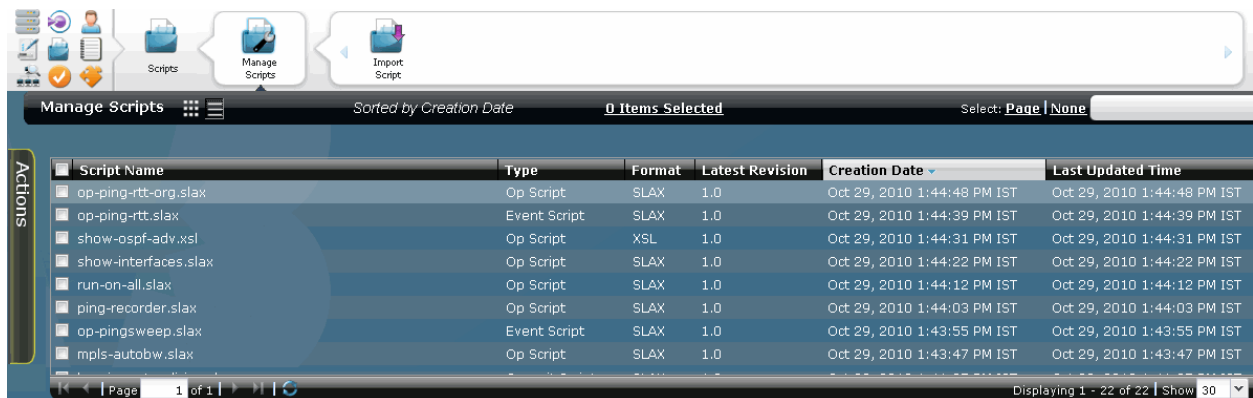 Scripts
Manage Scripts
Import Script
Manage Scripts Sorted by Creation Date 0 Items Selected Select: Page | None
Actions
Script Name Type Format Latest Revision Creation Date Last Updated Time
op-ping-rtt-org.slax Op Script SLAX 1.0 Oct 29, 2010 1:44:48 PM IST Oct 29, 2010 1:44:48 PM IST
op-ping-rtt.slax Event Script SLAX 1.0 Oct 29, 2010 1:44:39 PM IST Oct 29, 2010 1:44:39 PM IST
show-ospf-adv.xsl Op Script XSL 1.0 Oct 29, 2010 1:44:31 PM IST Oct 29, 2010 1:44:31 PM IST
show-interfaces.slax Op Script SLAX 1.0 Oct 29, 2010 1:44:22 PM IST Oct 29, 2010 1:44:22 PM IST
run-on-all.slax Op Script SLAX 1.0 Oct 29, 2010 1:44:12 PM IST Oct 29, 2010 1:44:12 PM IST
ping-recorder.slax Op Script SLAX 1.0 Oct 29, 2010 1:44:03 PM IST Oct 29, 2010 1:44:03 PM IST
op-pingsweep.slax Event Script SLAX 1.0 Oct 29, 2010 1:43:55 PM IST Oct 29, 2010 1:43:55 PM IST
mpls-autobw.slax Op Script SLAX 1.0 Oct 29, 2010 1:43:47 PM IST Oct 29, 2010 1:43:47 PM IST
Page 1 of 1 | Displaying 1 - 22 of 22 | Show 30